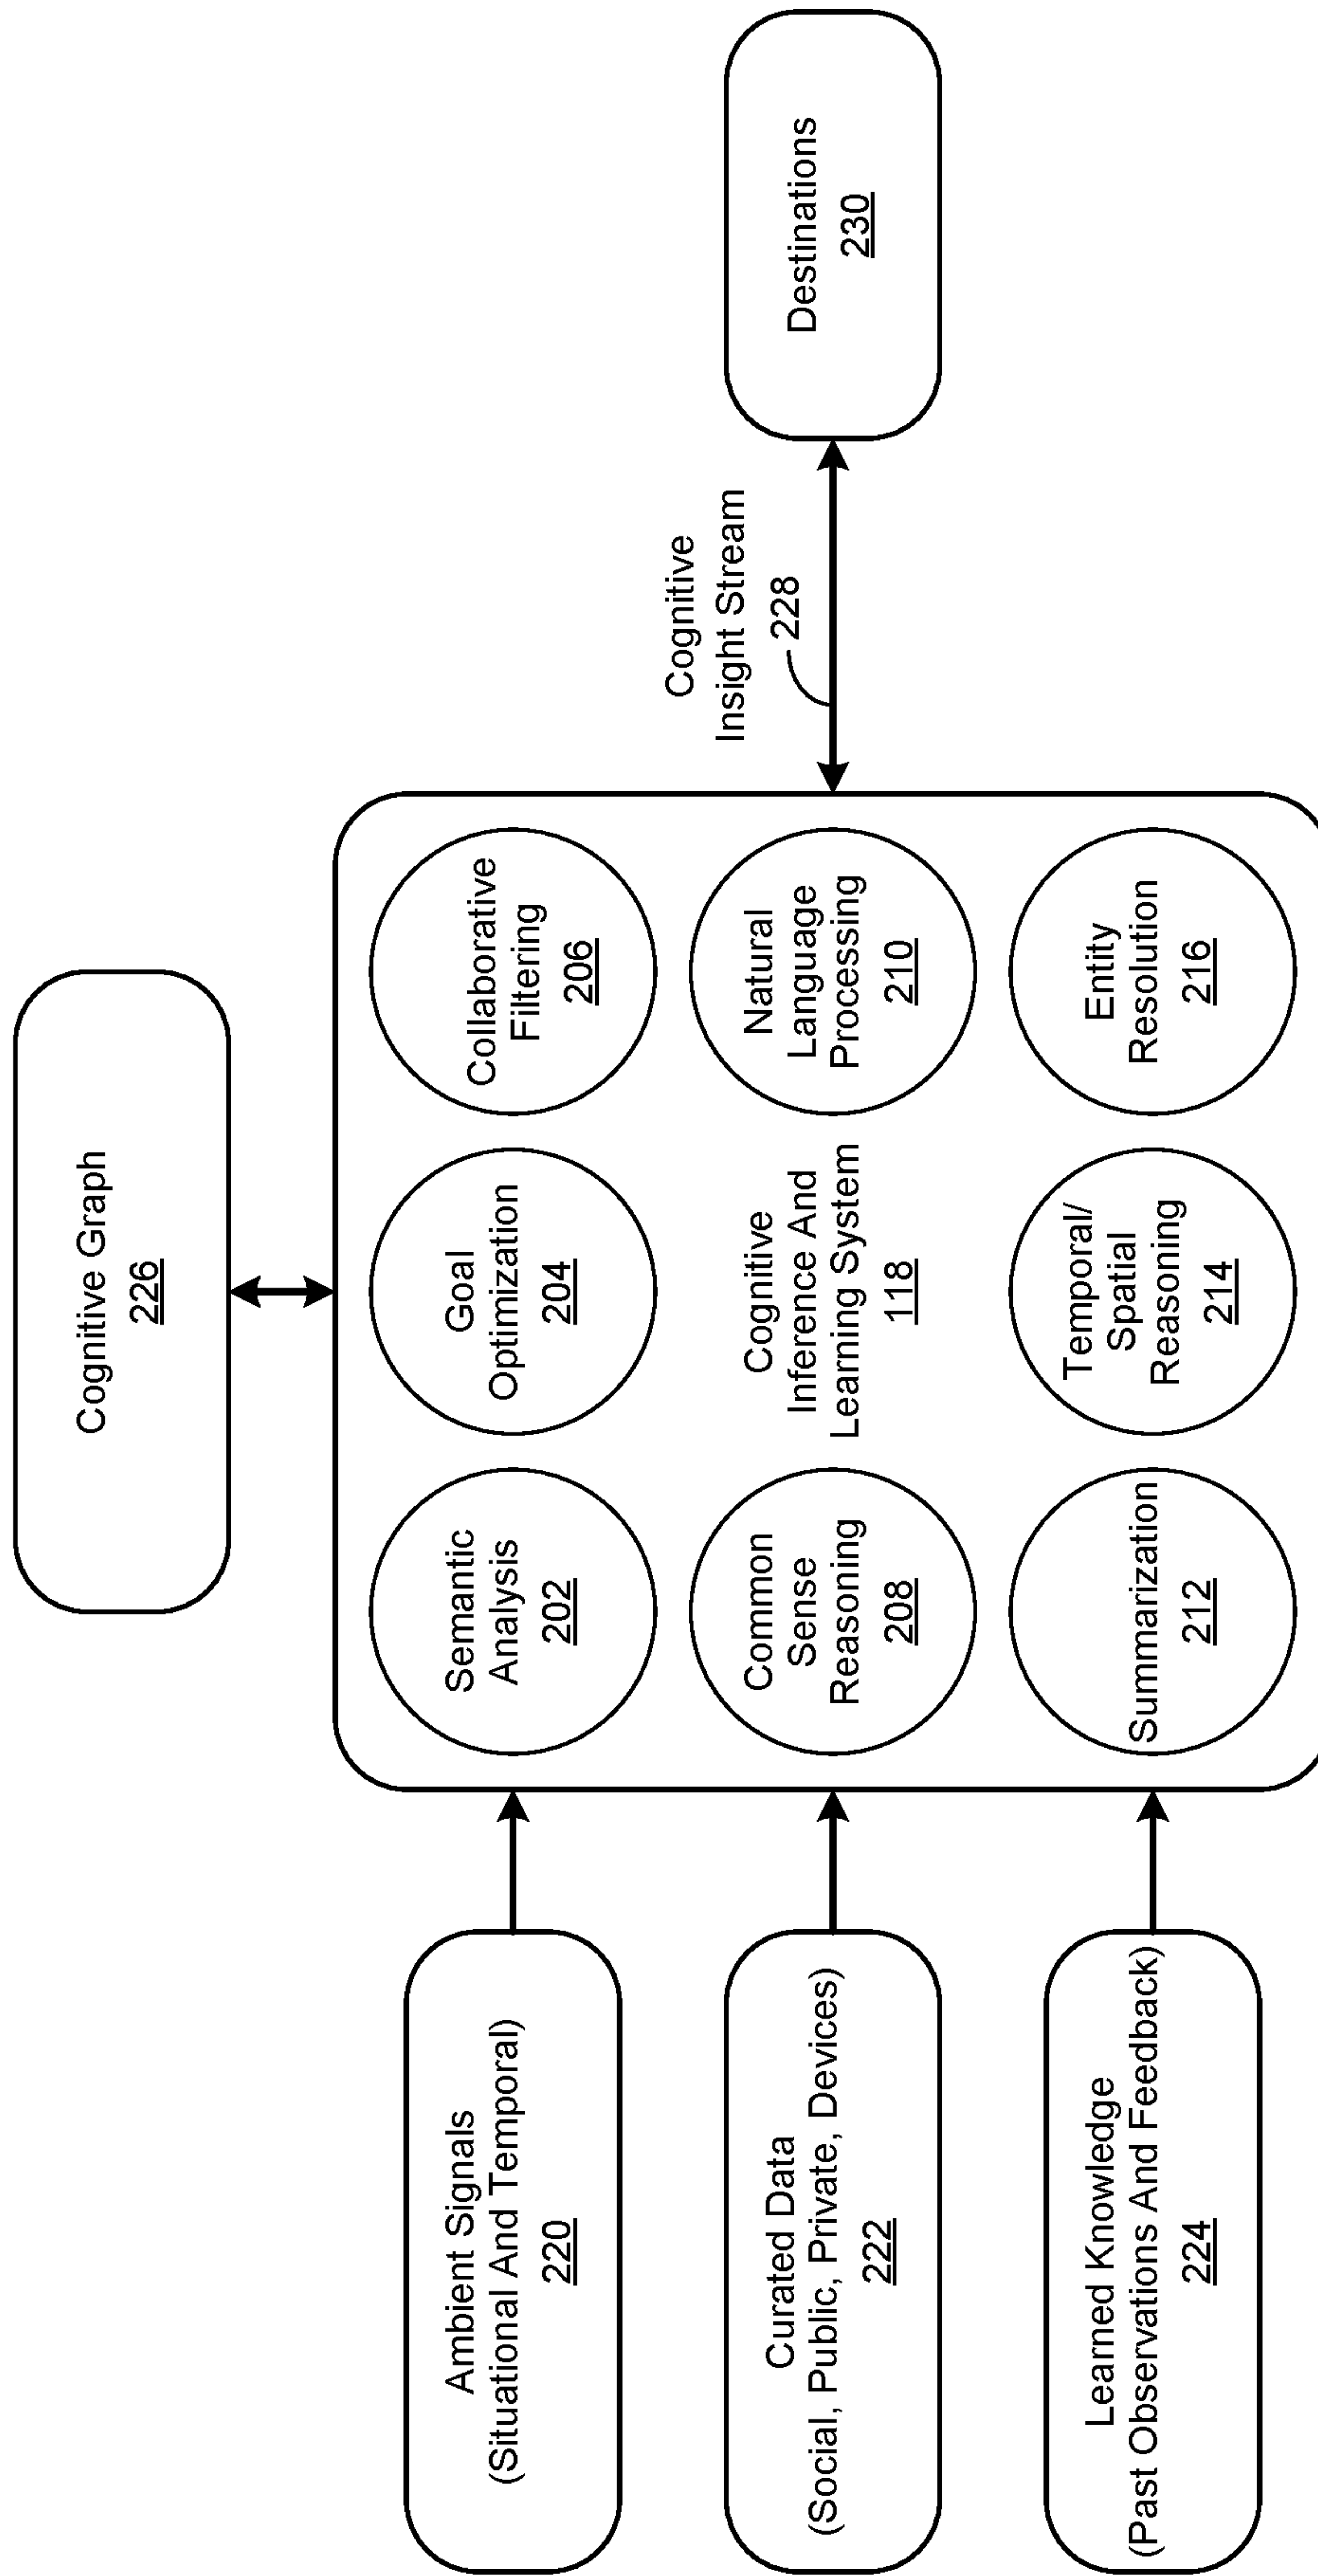 Cognitive Graph
226
Ambient Signals
(Situational And Temporal)
220
Curated Data
(Social, Public, Private, Devices)
222
Learned Knowledge
(Past Observations And Feedback)
224
Semantic
Analysis
202
Goal
Optimization
204
Collaborative
Filtering
206
Common
Sense
Reasoning
208
Cognitive
Inference And
Learning System
118
Natural
Language
Processing
210
Summarization
212
Temporal/
Spatial
Reasoning
214
Entity
Resolution
216
Cognitive
Insight Stream
228
Destinations
230